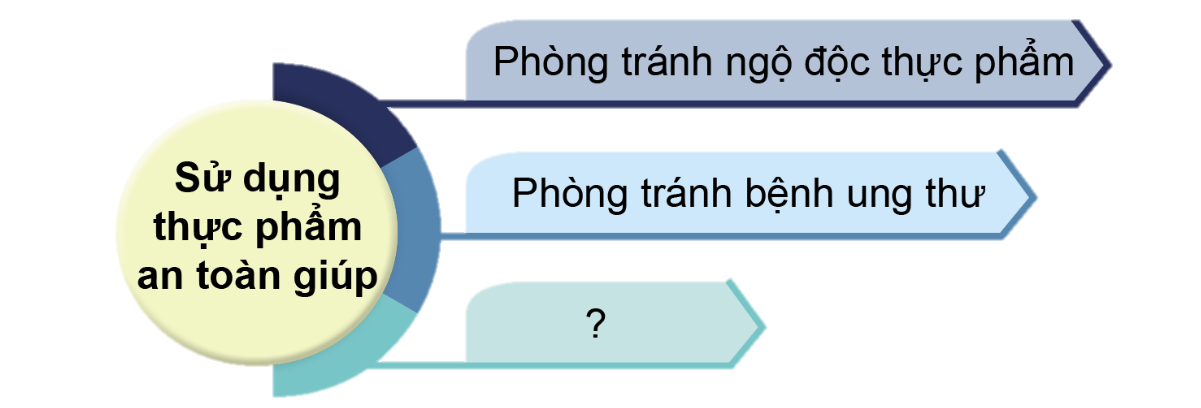 Phòng tránh ngộ độc thực phẩm
Sử dụng
thực phẩm
an toàn giúp
Phòng tránh bệnh ung thư
?